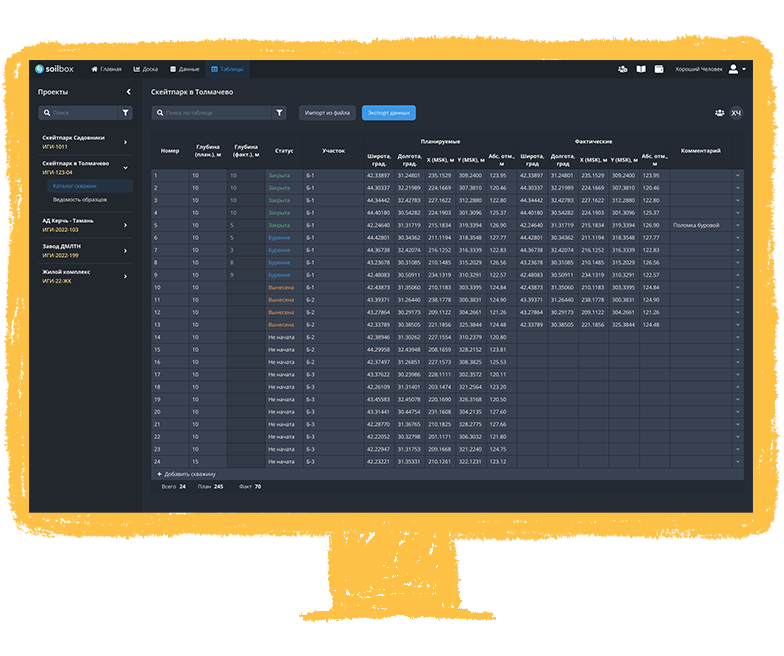 soilbox Главная Доска Данные Таблицы Хороший Человек
Проекты
Скейтпарк в Толмачево
Поиск
Поиск по таблице
Импорт из файла
Экспорт данных
ХЧ
Скейтпарк Садовники
ИГИ-1011
Скейтпарк в Толмачево
ИГИ-123-04
Каталог скважин
Ведомость образцов
АД Керчь - Тамань
ИГИ-2022-103
Завод ДМЛТН
ИГИ-2022-199
Жилой комплекс
ИГИ-22-ЖК
Планируемые Фактические
Номер Глубина (план.), м Глубина (факт.), м Статус Участок Широта, град. Долгота, град. X (MSK), м Y (MSK), м Абс. отм., м Широта, град Долгота, град. X (MSK), м Y (MSK), м Абс. отм., м Комментарий
1 10 10 Закрыта Б-1 42.33897 31.24801 235.1529 309.2400 123.95 42.33897 31.24801 235.1529 309.2400 123.95
2 10 10 Закрыта Б-1 44.30337 32.22981 224.1669 307.3810 120.46 44.30337 32.22981 224.1669 307.3810 120.46
3 10 10 Закрыта Б-1 44.34442 32.42783 227.1622 312.2880 122.80 44.34442 32.42783 227.1622 312.2880 122.80
4 10 10 Закрыта Б-1 44.40180 30.54282 224.1903 301.3096 125.37 44.40180 30.54282 224.1903 301.3096 125.37
5 10 5 Закрыта Б-1 42.24640 31.31719 215.1834 319.3394 126.90 42.24640 31.31719 215.1834 319.3394 126.90 Поломка буровой
6 10 5 Бурение Б-1 44.42801 30.34362 211.1194 318.3548 127.77 44.42801 30.34362 211.1194 318.3548 127.77
7 10 3 Бурение Б-1 44.36738 32.42074 216.1252 316.3339 122.83 44.36738 32.42074 216.1252 316.3339 122.83
8 10 8 Бурение Б-1 43.23678 30.31085 210.1485 315.2029 126.56 43.23678 30.31085 210.1485 315.2029 126.56
9 10 9 Бурение Б-1 42.48083 30.50911 234.1319 310.3291 122.57 42.48083 30.50911 234.1319 310.3291 122.57
10 10 Вынесена Б-1 42.43873 31.35060 210.1183 303.3395 124.84 42.43873 31.35060 210.1183 303.3395 124.84
11 10 Вынесена Б-2 43.39371 31.26440 238.1778 300.3831 124.90 43.39371 31.26440 238.1778 300.3831 124.90
12 10 Вынесена Б-2 43.27864 30.29173 209.1122 304.2661 121.26 43.27864 30.29173 209.1122 304.2661 121.26
13 10 Вынесена Б-2 42.33789 30.38505 221.1856 325.3844 124.48 42.33789 30.38505 221.1856 325.3844 124.48
14 10 Не начата Б-2 42.38946 31.30262 227.1554 310.2379 120.80
15 10 Не начата Б-2 44.29958 32.43948 208.1659 328.2152 123.81
16 10 Не начата Б-2 42.37497 31.26851 227.1573 308.3825 125.53
17 10 Не начата Б-3 43.37622 30.23986 228.1111 302.3572 120.11
18 10 Не начата Б-3 42.26109 31.31401 203.1474 321.2564 123.20
19 10 Не начата Б-3 43.45583 32.45078 220.1690 326.3168 120.50
20 10 Не начата Б-3 43.31441 30.44754 231.1608 304.2135 127.60
21 10 Не начата Б-3 42.28770 31.36765 210.1825 328.2775 127.66
22 10 Не начата Б-3 42.22052 30.32798 201.1171 306.3032 121.80
23 10 Не начата Б-3 42.22947 31.31753 209.1668 321.2240 124.75
24 15 Не начата Б-3 42.23221 31.35331 210.1261 322.1231 123.12
+ Добавить скважину
Всего 24 План 245 Факт 70